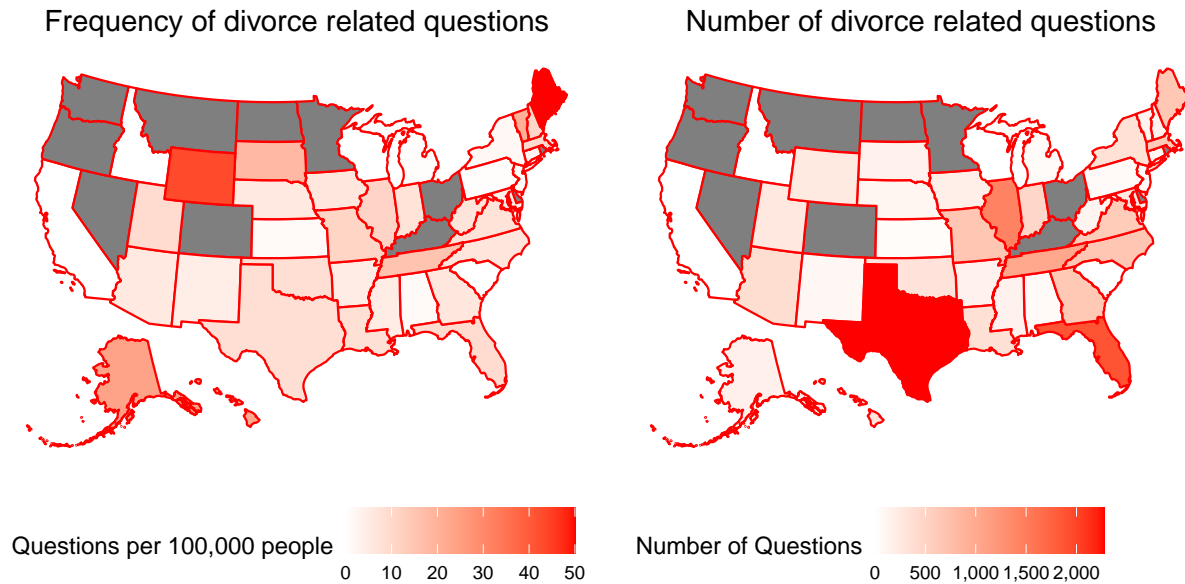 Frequency of divorce related questions
Number of divorce related questions
Questions per 100,000 people
0 10 20 30 40 50
Number of Questions
0 500 1,000 1,500 2,000